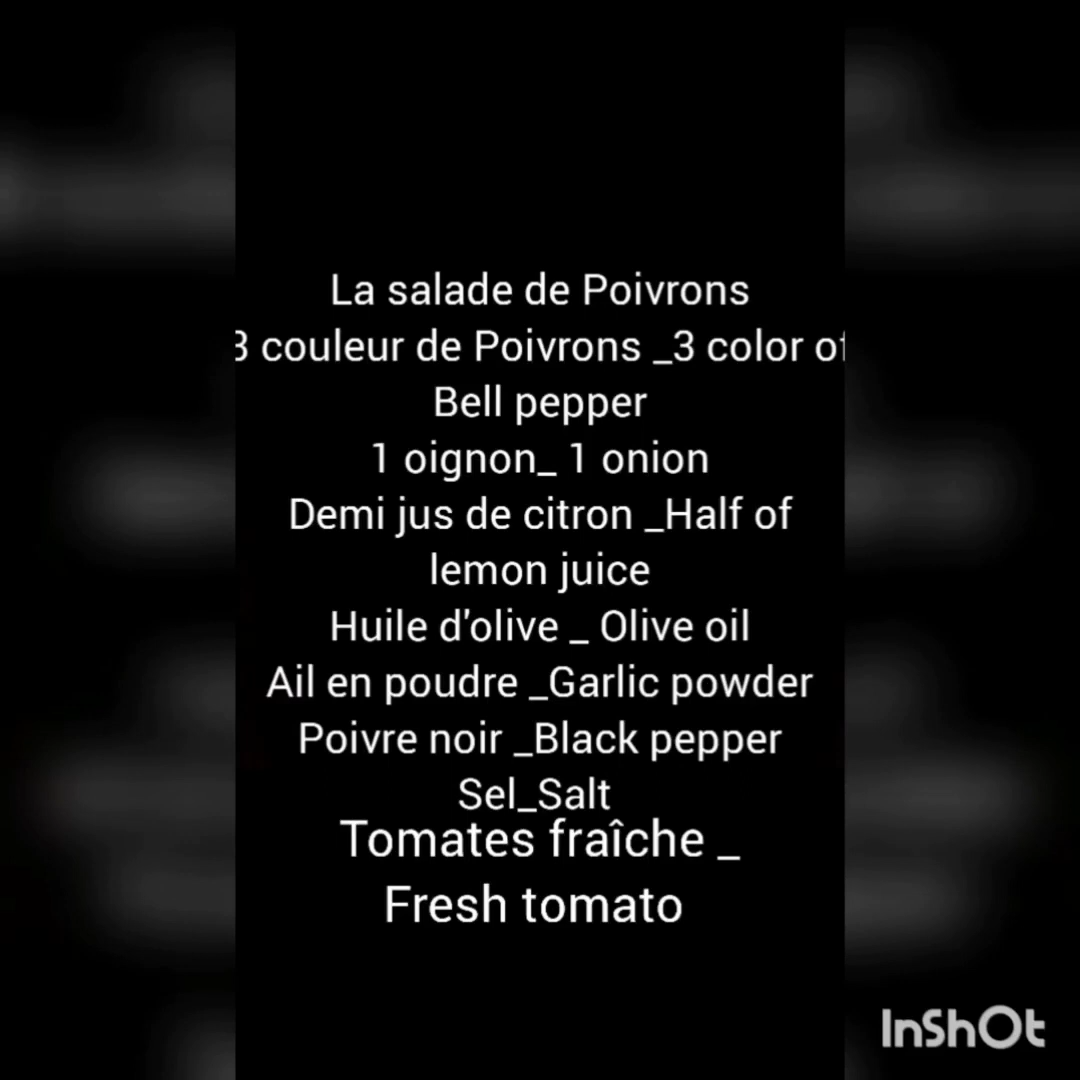 La salade de Poivrons
3 couleur de Poivrons _3 color of
Bell pepper
1 oignon_ 1 onion
Demi jus de citron _Half of
lemon juice
Huile d'olive _ Olive oil
Ail en poudre _Garlic powder
Poivre noir _Black pepper
Sel_Salt
Tomates fraîche _
Fresh tomato
InShOt